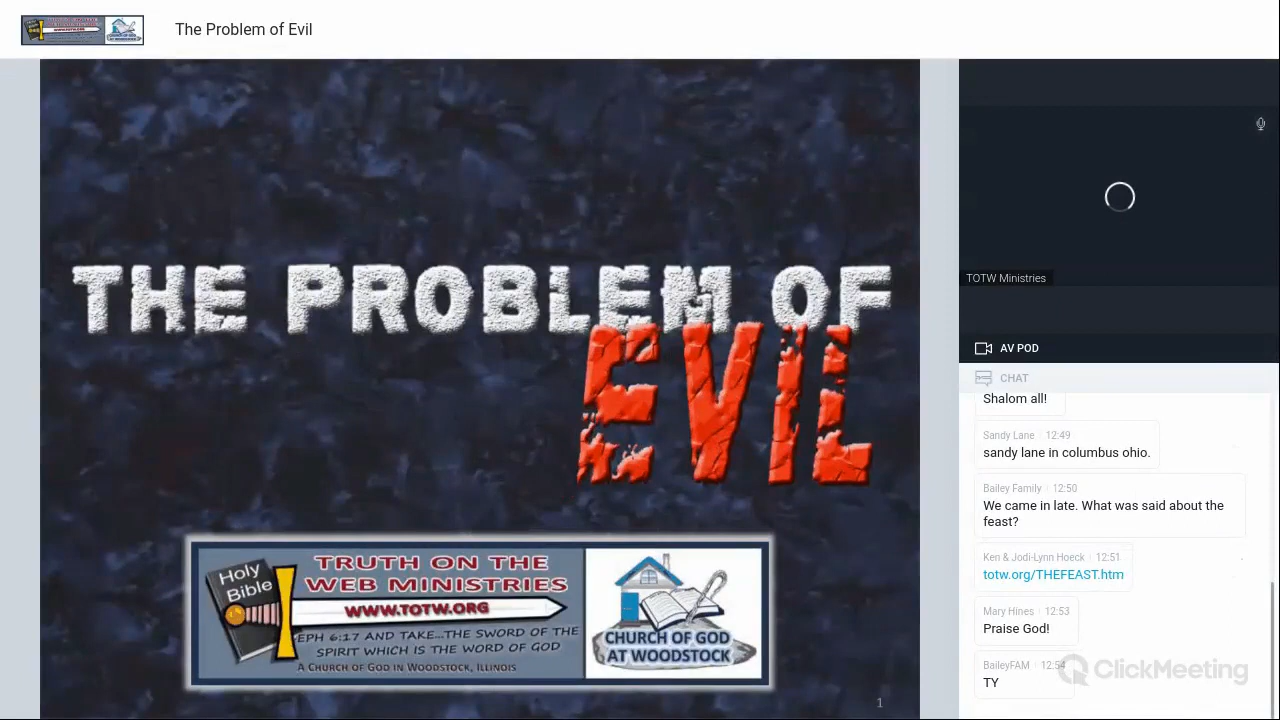 The Problem of Evil
THE PROBLEM OF
EVIL
Holy
Bible
TRUTH ON THE
WEB MINISTRIES
WWW.TOTW.ORG
EPH 6:17 AND TAKE...THE SWORD OF THE
SPIRIT WHICH IS THE WORD OF GOD
A CHURCH OF GOD IN WOODSTOCK, ILLINOIS
CHURCH OF GOD
AT WOODSTOCK
1
TOTW Ministries
AV POD
CHAT
Shalom all!
Sandy Lane 12:49
sandy lane in columbus ohio.
Bailey Family 12:50
We came in late. What was said about the
feast?
Ken & Jodi-Lynn Hoeck 12:51
totw.org/THEFEAST.htm
Mary Hines 12:53
Praise God!
BaileyFAM 12:54
TY
ClickMeeting